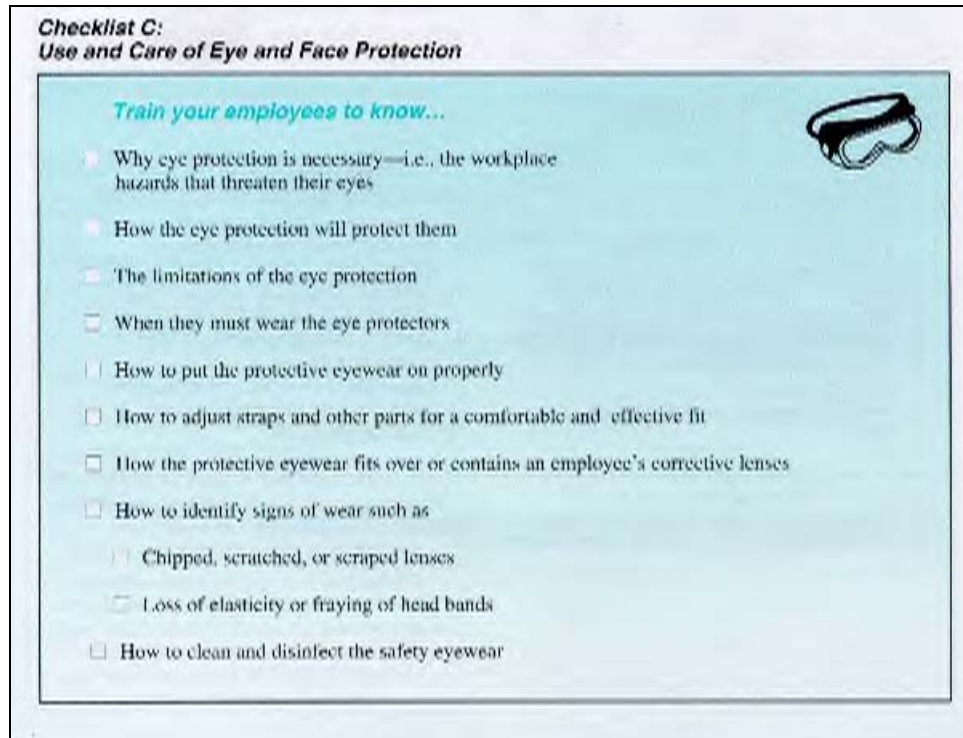 Checklist C:
Use and Care of Eye and Face Protection
Train your employees to know...
Why eye protection is necessary—i.e., the workplace
hazards that threaten their eyes
How the eye protection will protect them
The limitations of the eye protection
When they must wear the eye protectors
How to put the protective eyewear on properly
How to adjust straps and other parts for a comfortable and effective fit
How the protective eyewear fits over or contains an employee's corrective lenses
How to identify signs of wear such as
Chipped, scratched, or scraped lenses
Loss of elasticity or fraying of head bands
How to clean and disinfect the safety eyewear